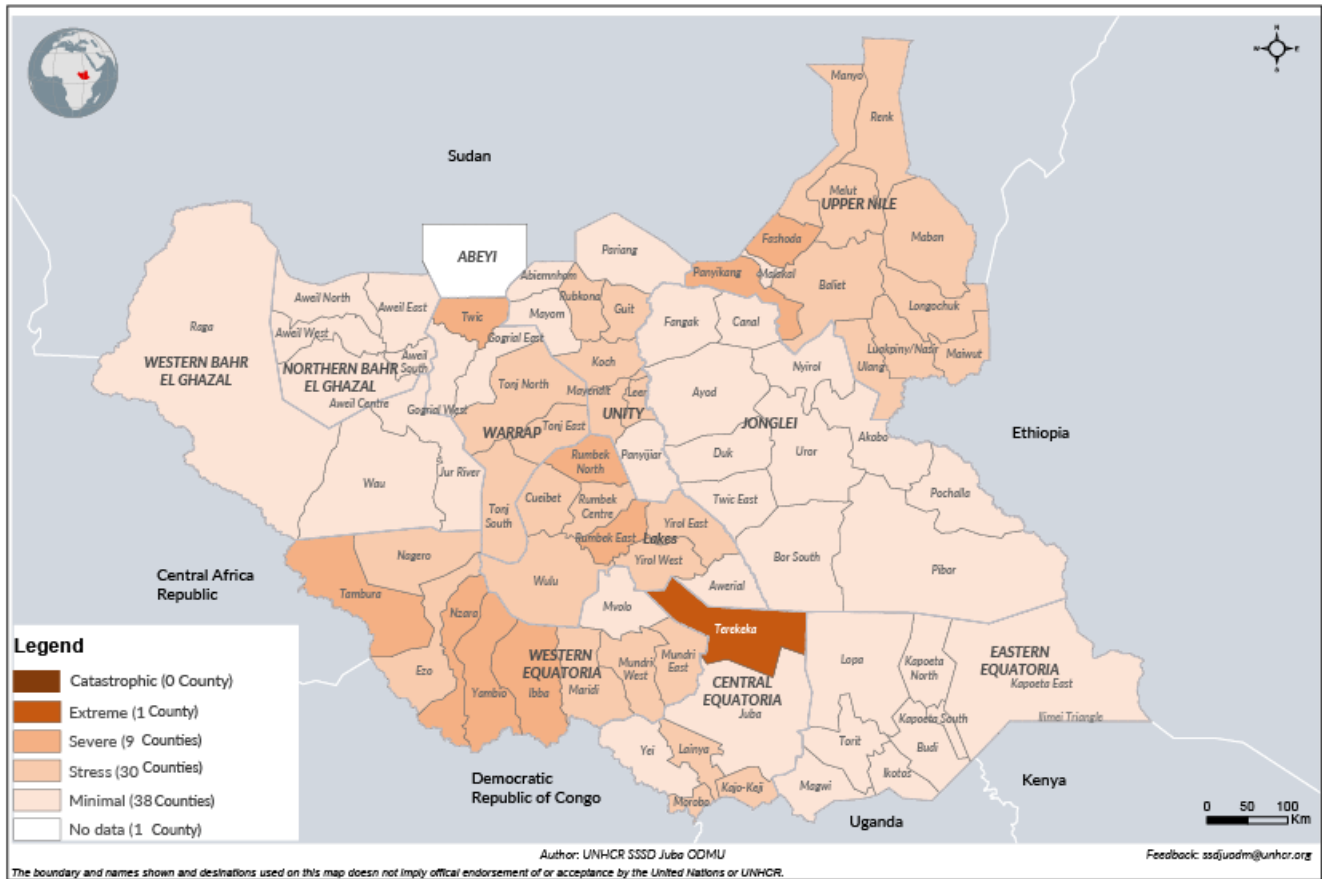 N
W
E
S
Manyo
Renk
Sudan
Melut
UPPER NILE
Fashoda
Maban
Pariang
ABEYI
Panyikang
Malakal
Abiemnham
Baliet
Aweil North
Aweil East
Rubkona
Guit
Longochuk
Twic
Mayom
Fangak
Canal
Raga
Aweil West
Gogrial East
Luakpiny/Nasir
Maiwut
WESTERN BAHR
EL GHAZAL
NORTHERN BAHR
EL GHAZAL
Aweil
South
Koch
Nyirol
Ulang
Tonj North
Mayendit
Leer
Ayod
Aweil Centre
Gogrial West
UNITY
JONGLEI
WARRAP
Tonj East
Akobo
Ethiopia
Rumbek
North
Panyijiar
Duk
Uror
Wau
Jur River
Cueibet
Rumbek
Centre
Twic East
Pochalla
Tonj
South
Yirol East
Rumbek East
Lakes
Nagero
Yirol West
Bor South
Pibor
Central Africa
Republic
Wulu
Awerial
Tambura
Mvolo
Nzara
Terekeka
Legend
Catastrophic (0 County)
Extreme (1 County)
Severe (9 Counties)
Stress (30 Counties)
Minimal (38 Counties)
No data (1 County)
Ezo
WESTERN
EQUATORIA
Mundri
West
Mundri
East
Lopa
Kapoeta
North
EASTERN
EQUATORIA
Yambio
Ibba
Maridi
CENTRAL
EQUATORIA
Juba
Kapoeta East
Kapoeta South
Ilimei Triangle
Yei
Lainya
Torit
Budi
Ikotos
Democratic
Republic of Congo
Morobo
Kajo-Keji
Magwi
Kenya
Uganda
0 50 100
Km
Author: UNHCR SSSD Juba ODMU
Feedback: ssdjuodm@unhcr.org
The boundary and names shown and desinations used on this map doesn not imply offical endorsement of or acceptance by the United Nations or UNHCR.